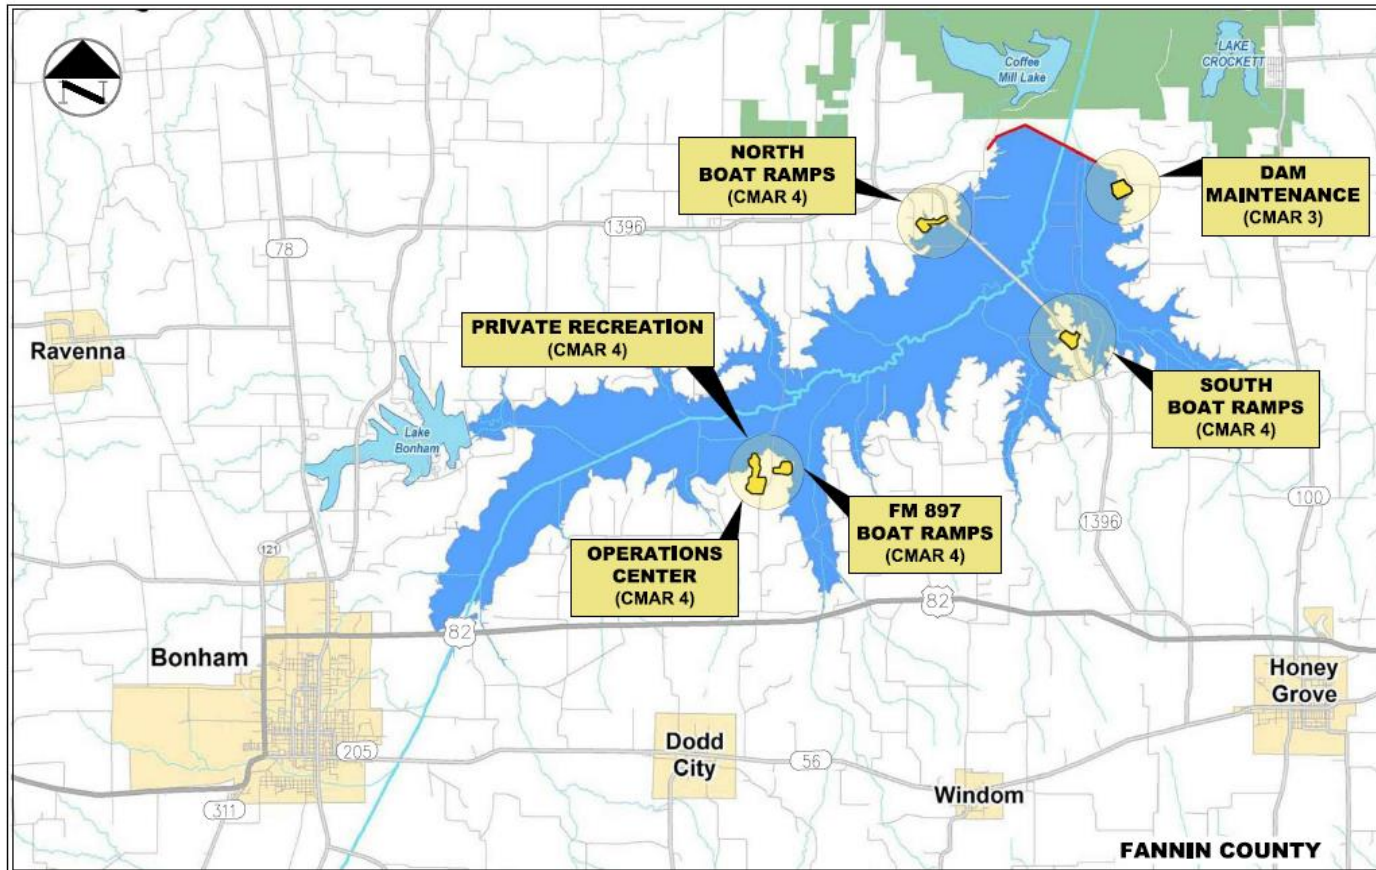 N
Coffee
Mill Lake
LAKE
CROCKETT
NORTH
BOAT RAMPS
(CMAR 4)
DAM
MAINTENANCE
(CMAR 3)
1396
78
PRIVATE RECREATION
(CMAR 4)
Ravenna
SOUTH
BOAT RAMPS
(CMAR 4)
Lake
Bonham
100
1396
FM 897
BOAT RAMPS
(CMAR 4)
121
OPERATIONS
CENTER
(CMAR 4)
82
82
Bonham
Honey
Grove
205
Dodd
City
56
Windom
311
FANNIN COUNTY